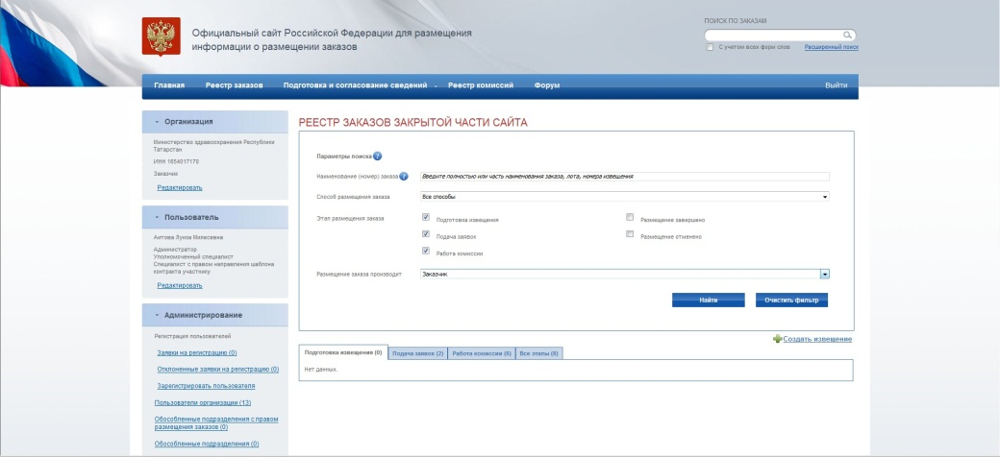 Официальный сайт Российской Федерации для размещения
информации о размещении заказов
ПОИСК ПО ЗАКАЗАМ
С учетом всех форм слов
Расширенный поиск
Главная
Реестр заказов
Подготовка и согласование сведений
Реестр комиссий
Форум
Выйти
Организация
Министерство здравоохранения Республики
Татарстан
ИНН 1654017170
Заказчик
Редактировать
Пользователь
Аитова Луиза
Администратор
Уполномоченный специалист
Специалист с правом направления шаблона
контракта участнику
Редактировать
Администрирование
Регистрация пользователей
Заявки на регистрацию (0)
Отклоненные заявки на регистрацию (0)
Зарегистрировать пользователя
Пользователи организации (13)
Обособленные подразделения с правом
размещения заказов (0)
Обособленные подразделения (0)
РЕЕСТР ЗАКАЗОВ ЗАКРЫТОЙ ЧАСТИ САЙТА
Параметры поиска
Наименование (номер) заказа
Введите полностью или часть наименования заказа, лота, номера извещения
Способ размещения заказа
Все способы
Этап размещения заказа
Подготовка извещения
Размещение завершено
Подача заявок
Размещение отменено
Работа комиссии
Размещение заказа производит
Заказчик
Найти
Очистить фильтр
Создать извещение
Подготовка извещения (0)
Подача заявок (2)
Работа комиссии (6)
Все этапы (8)
Нет данных.